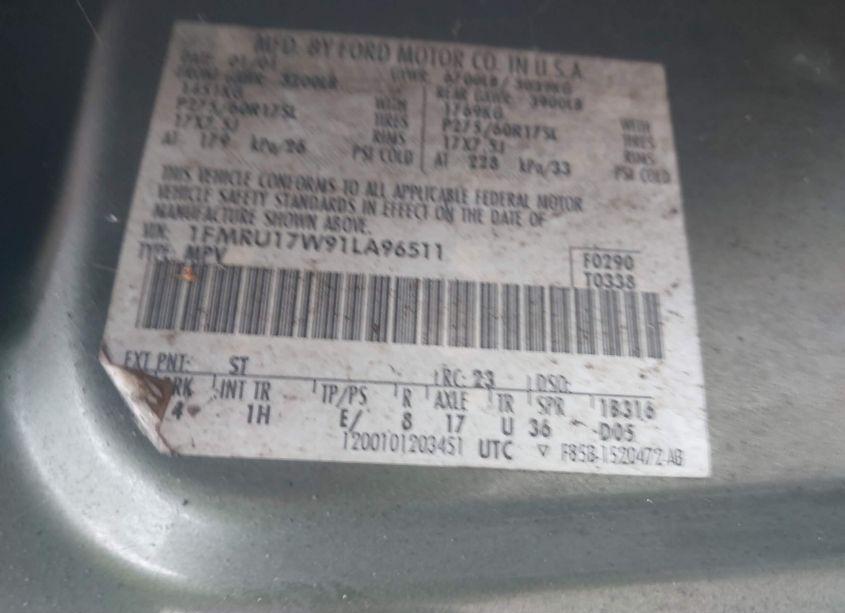 MFD. BY FORD MOTOR CO. IN U.S.A.
DATE: 01/01 GVWR: 6700LB/ 3039KG
FRONT GAWR: 3200LB REAR GAWR: 3900LB
1451KG WITH 1769KG WITH
P275/60R17SL TIRES P275/60R17SL TIRES
17X7.5J RIMS 17X7.5J RIMS
AT 179 kPa/26 PSI COLD AT 228 kPa/33 PSI COLD
THIS VEHICLE CONFORMS TO ALL APPLICABLE FEDERAL MOTOR
VEHICLE SAFETY STANDARDS IN EFFECT ON THE DATE OF
MANUFACTURE SHOWN ABOVE.
VIN: 1FMRU17W91LA96511
TYPE: MPV F0290
T0338
EXT PNT: ST RC: 23 DSO:
RK INT TR TP/PS R AXLE TR SPR 1B316
4 1H E/ 8 17 U 36 D05
1200101203451 UTC ▽ F85B-1520472-AB